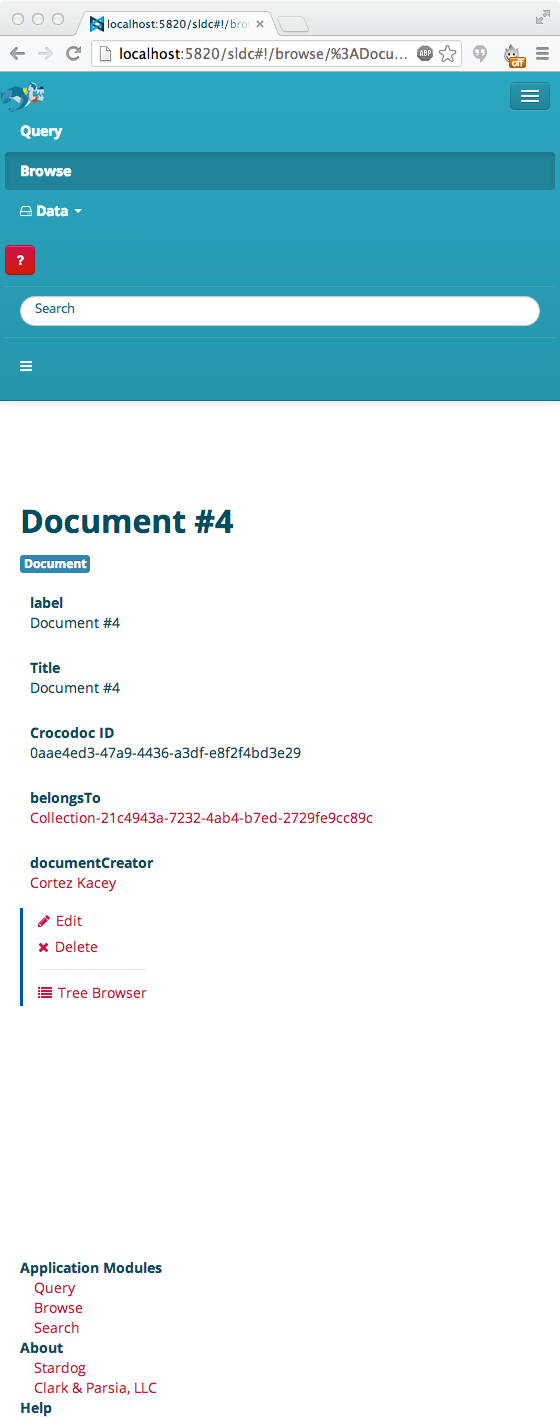 localhost:5820/sldc#!/bro
localhost:5820/sldc#!/browse/%3ADocu...
ABP
off
Query
Browse
Data
?
Search
Document #4
Document
label
Document #4
Title
Document #4
Crocodoc ID
0aae4ed3-47a9-4436-a3df-e8f2f4bd3e29
belongsTo
Collection-21c4943a-7232-4ab4-b7ed-2729fe9cc89c
documentCreator
Cortez Kacey
Edit
Delete
Tree Browser
Application Modules
Query
Browse
Search
About
Stardog
Clark & Parsia, LLC
Help